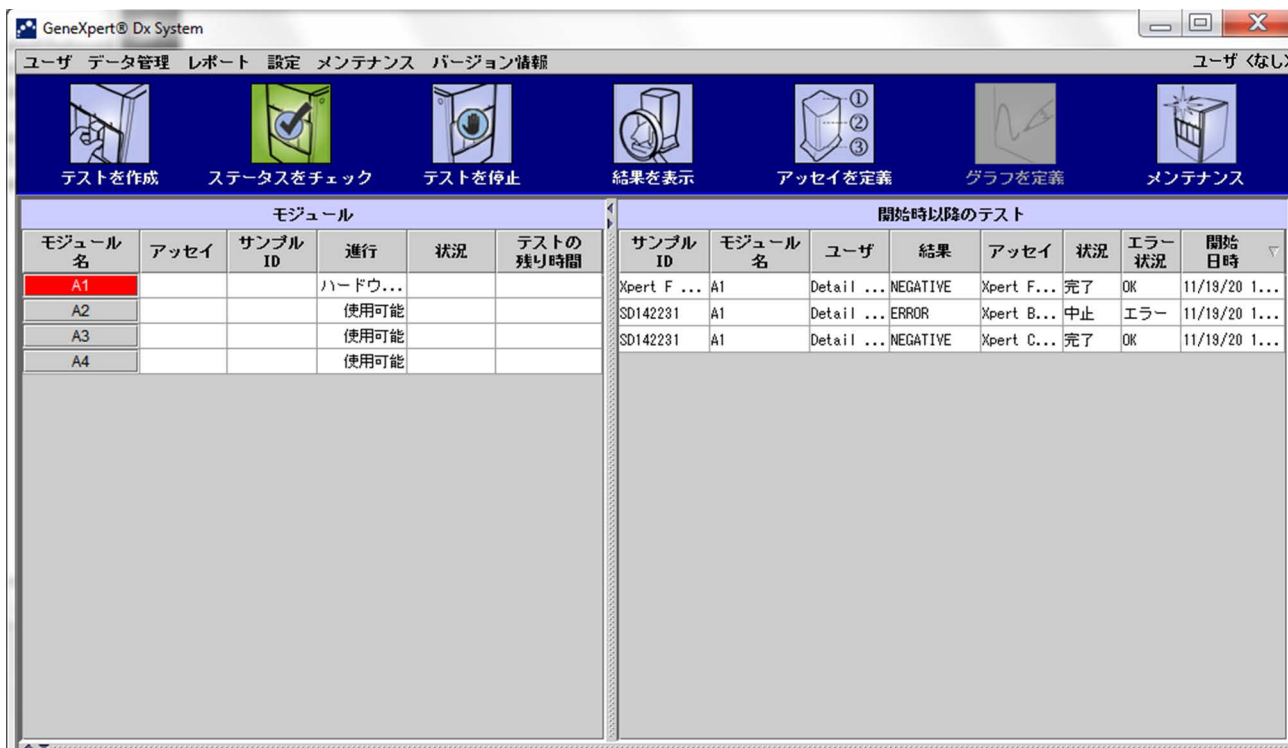 GeneXpert® Dx System
ユーザ データ管理 レポート 設定 メンテナンス バージョン情報 ユーザ〈なし〉
① ② ③
テストを作成 ステータスをチェック テストを停止 結果を表示 アッセイを定義 グラフを定義 メンテナンス
モジュール 開始時以降のテスト
モジュール名 アッセイ サンプルID 進行 状況 テストの残り時間 サンプルID モジュール名 ユーザ 結果 アッセイ 状況 エラー状況 開始日時
A1 ハードウ... Xpert F ... A1 Detail ... NEGATIVE Xpert F... 完了 OK 11/19/20 1...
A2 使用可能 SD142231 A1 Detail ... ERROR Xpert B... 中止 エラー 11/19/20 1...
A3 使用可能 SD142231 A1 Detail ... NEGATIVE Xpert C... 完了 OK 11/19/20 1...
A4 使用可能